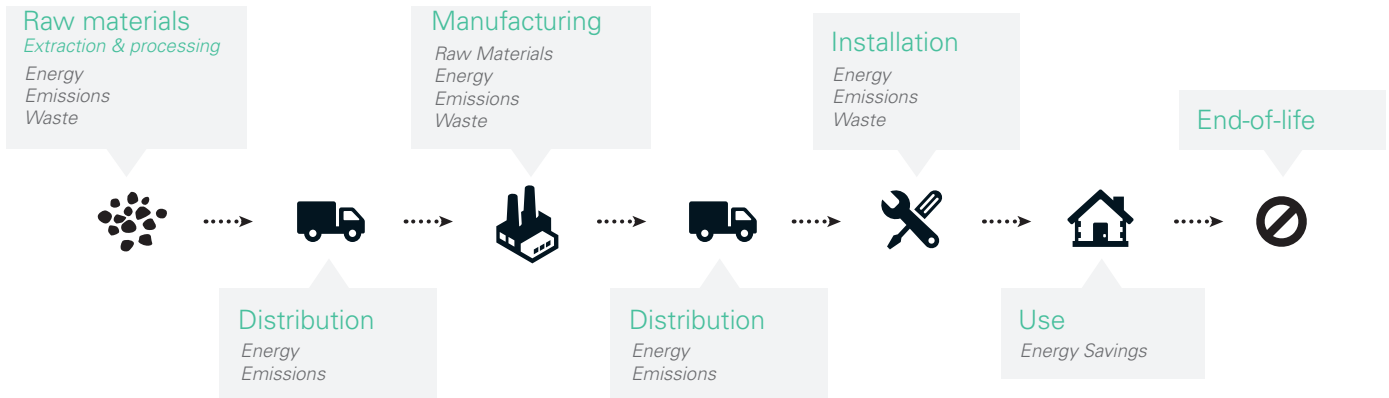 Raw materials
Extraction & processing
Energy
Emissions
Waste
Manufacturing
Raw Materials
Energy
Emissions
Waste
Installation
Energy
Emissions
Waste
End-of-life
Distribution
Energy
Emissions
Distribution
Energy
Emissions
Use
Energy Savings